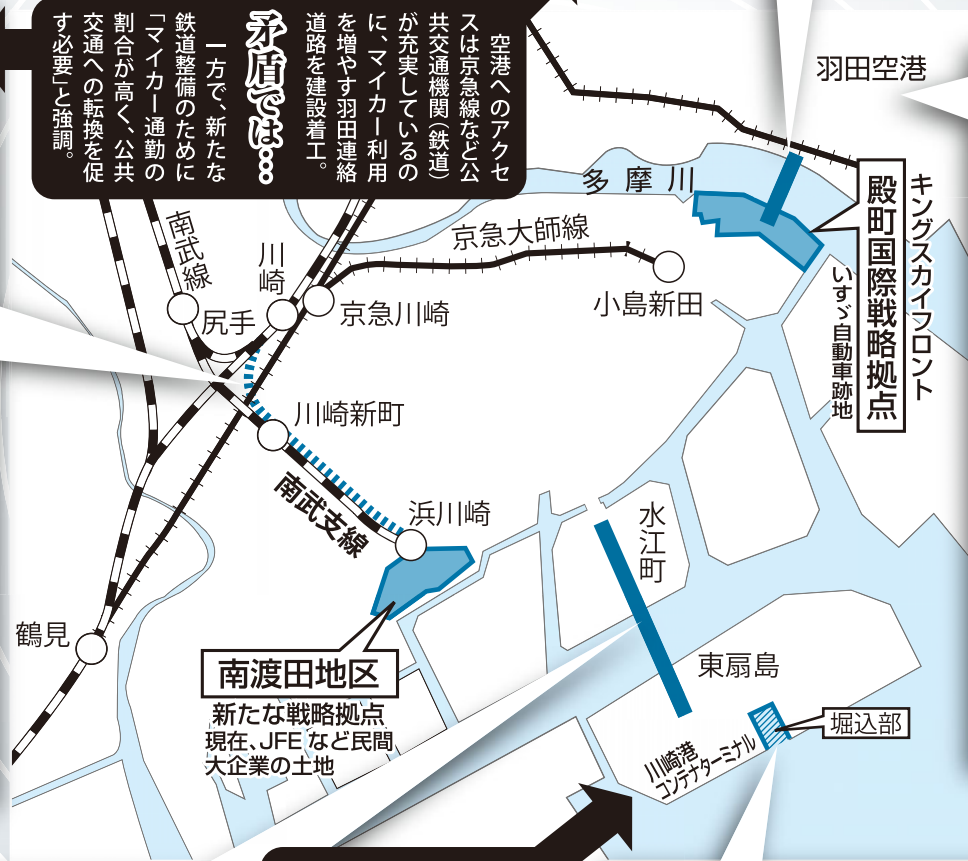 空港へのアクセ
スは京急線など公
共交通機関（鉄道）
が充実しているの
に、マイカー利用
を増やす羽田連絡
道路を建設着工。
矛盾では…
一方で、新たな
鉄道整備のために
「マイカー通勤の
割合が高く、公共
交通への転換を促
す必要」と強調。
羽田空港
多摩川
キングスカイフロント
殿町国際戦略拠点
いすゞ自動車跡地
南武線
川崎
京急大師線
尻手
京急川崎
小島新田
川崎新町
南武支線
浜川崎
水江町
鶴見
南渡田地区
新たな戦略拠点
現在、JFEなど民間
大企業の土地
東扇島
堀込部
川崎港
コンテナターミナル